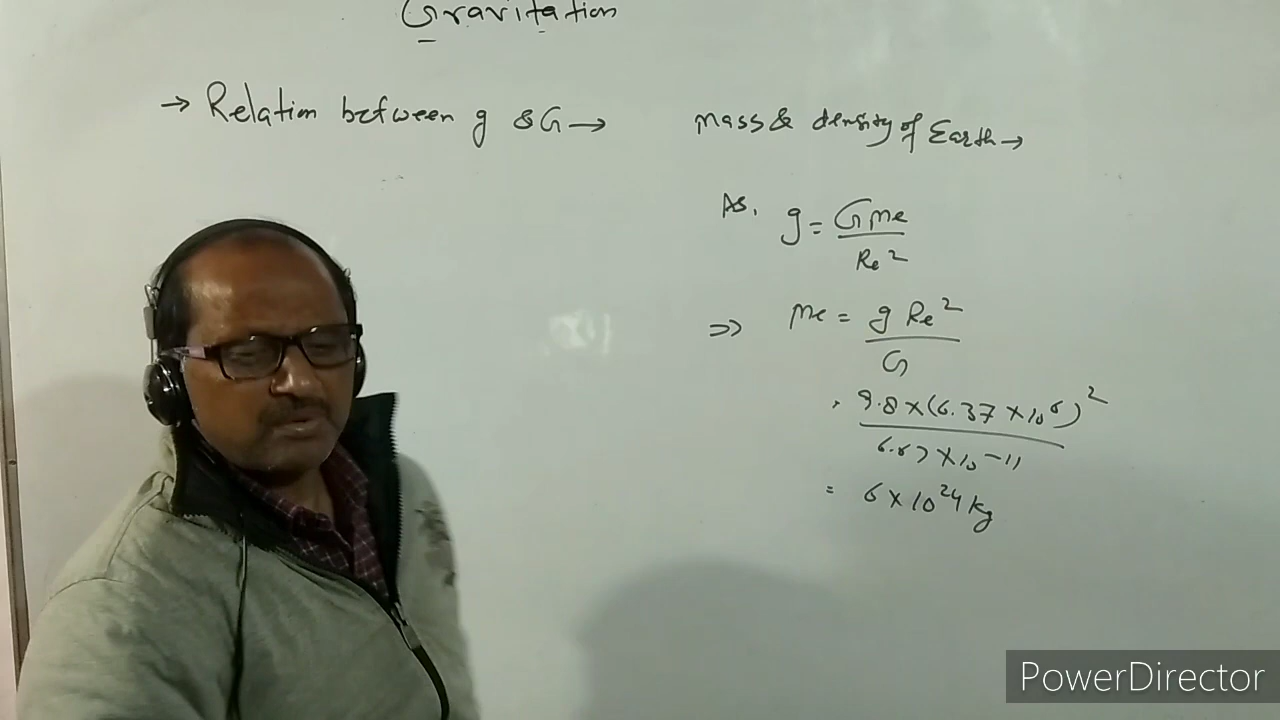 Gravitation
→ Relation between g & G →
Mass & density of Earth →
As, g = GMe
Re²
⇒ Me = g Re²
G
= 9.8 × (6.37 × 10⁶)²
6.67 × 10⁻¹¹
= 6 × 10²⁴ kg
PowerDirector